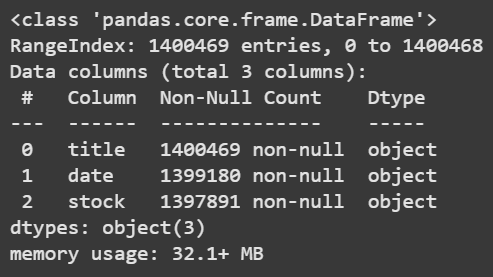 <class 'pandas.core.frame.DataFrame'>
RangeIndex: 1400469 entries, 0 to 1400468
Data columns (total 3 columns):
 #   Column  Non-Null Count    Dtype
---  ------  --------------    -----
 0   title   1400469 non-null  object
 1   date    1399180 non-null  object
 2   stock   1397891 non-null  object
dtypes: object(3)
memory usage: 32.1+ MB